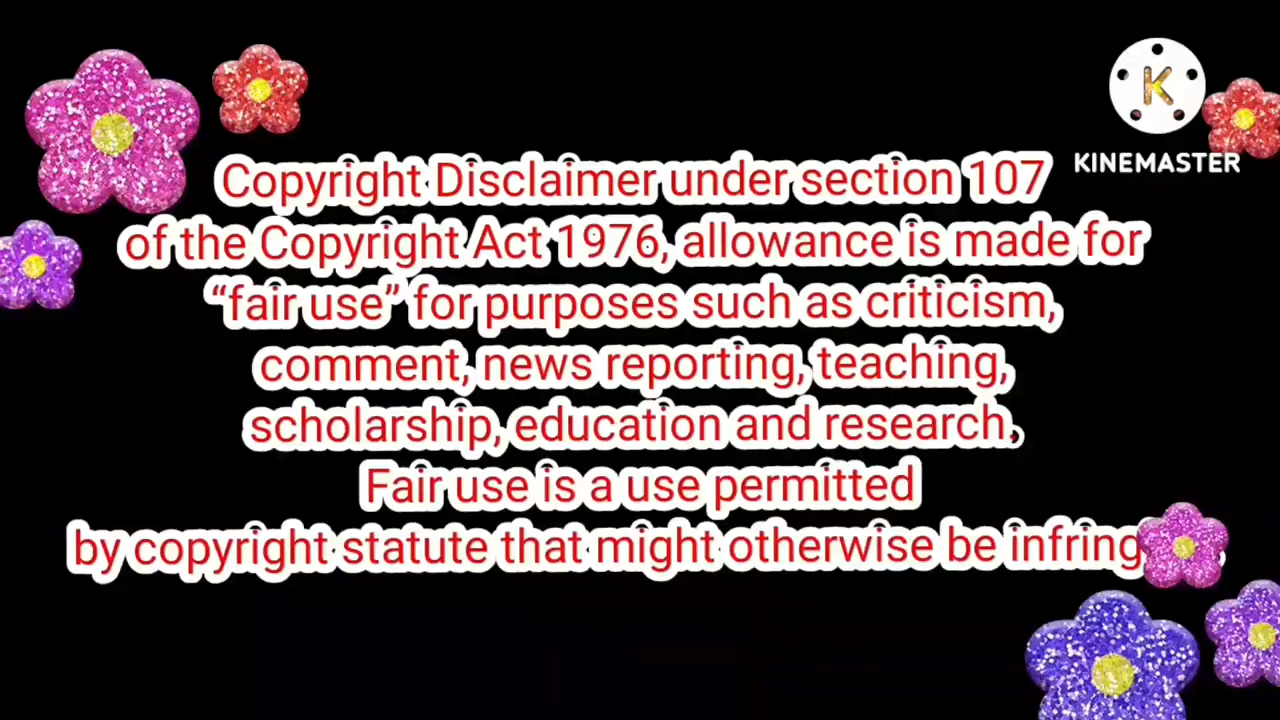 K
KINEMASTER
Copyright Disclaimer under section 107
of the Copyright Act 1976, allowance is made for
“fair use” for purposes such as criticism,
comment, news reporting, teaching,
scholarship, education and research.
Fair use is a use permitted
by copyright statute that might otherwise be